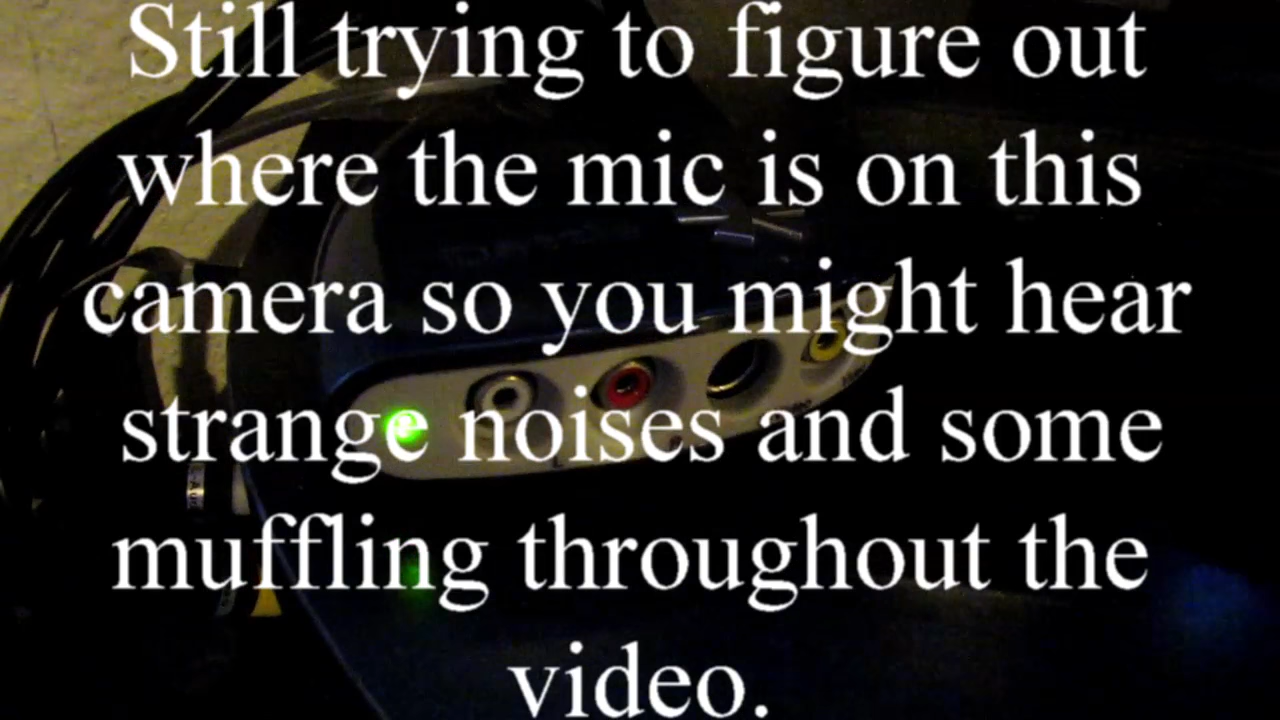 Still trying to figure out
where the mic is on this
camera so you might hear
strange noises and some
muffling throughout the
video.